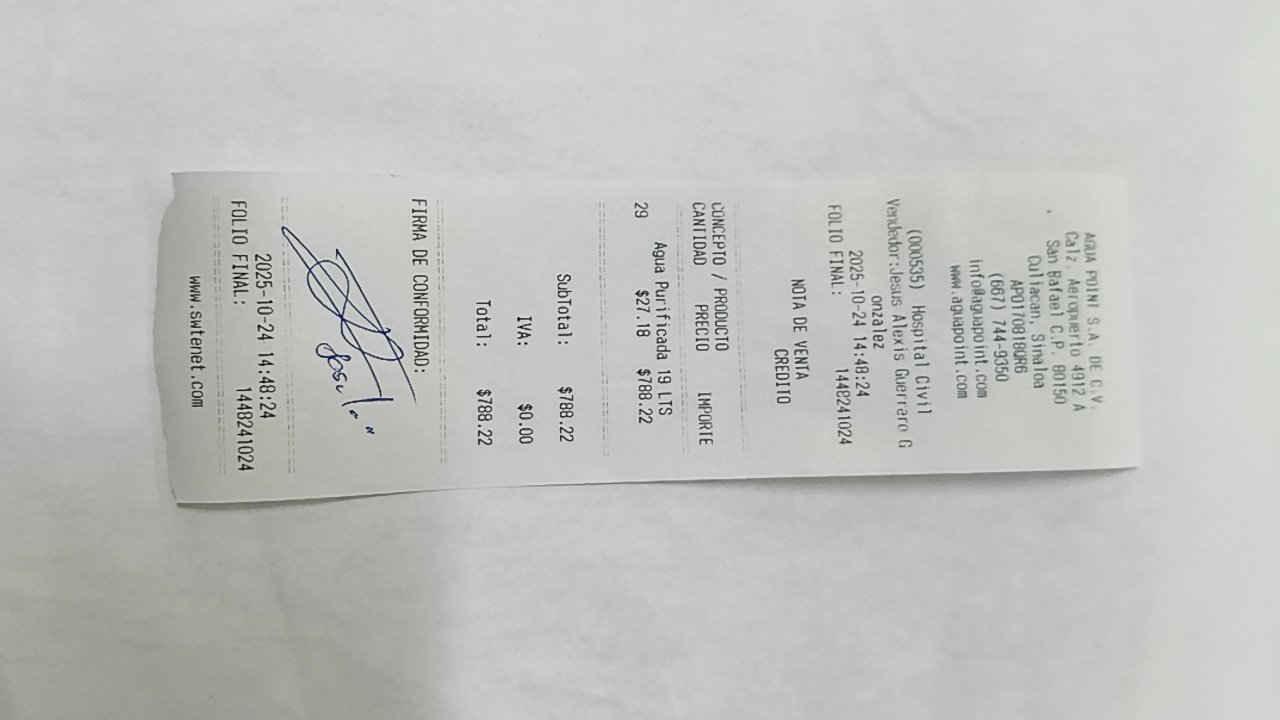 AGUA POINT S.A. DE C.V.
Calz. Aeropuerto 4912 A
San Rafael C.P. 80150
Culiacan, Sinaloa
APO170818QR6
(667) 744-9350
info@aguapoint.com
www.aguapoint.com
(000535) Hospital Civil
Vendedor:Jesus Alexis Guerrero G
onzalez
2025-10-24 14:48:24
FOLIO FINAL: 1448241024
NOTA DE VENTA
CREDITO
CONCEPTO / PRODUCTO
CANTIDAD PRECIO IMPORTE
Agua Purificada 19 LTS
29 $27.18 $788.22
SubTotal: $788.22
IVA: $0.00
Total: $788.22
FIRMA DE CONFORMIDAD:
2025-10-24 14:48:24
FOLIO FINAL: 1448241024
www.swtenet.com